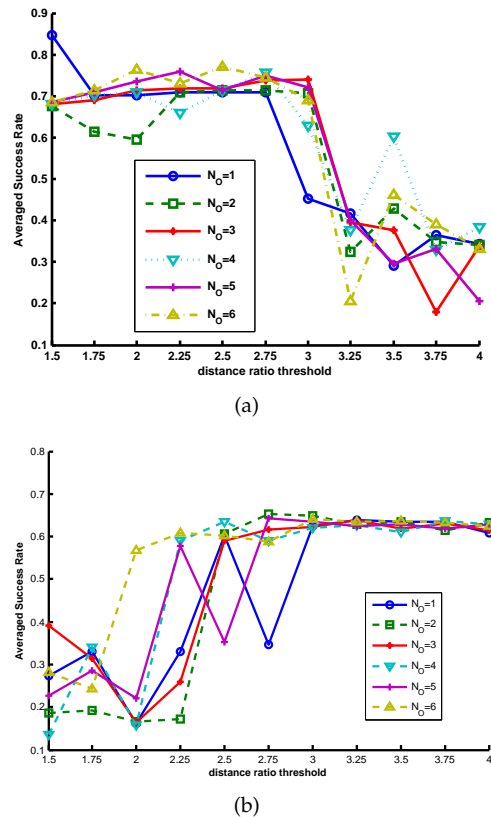 0.9
0.8
0.7
0.6
0.5
0.4
0.3
0.2
0.1
Averaged Success Rate
N_O=1
N_O=2
N_O=3
N_O=4
N_O=5
N_O=6
1.5 1.75 2 2.25 2.5 2.75 3 3.25 3.5 3.75 4
distance ratio threshold
(a)
0.8
0.7
0.6
0.5
0.4
0.3
0.2
0.1
Averaged Success Rate
N_O=1
N_O=2
N_O=3
N_O=4
N_O=5
N_O=6
1.5 1.75 2 2.25 2.5 2.75 3 3.25 3.5 3.75 4
distance ratio threshold
(b)